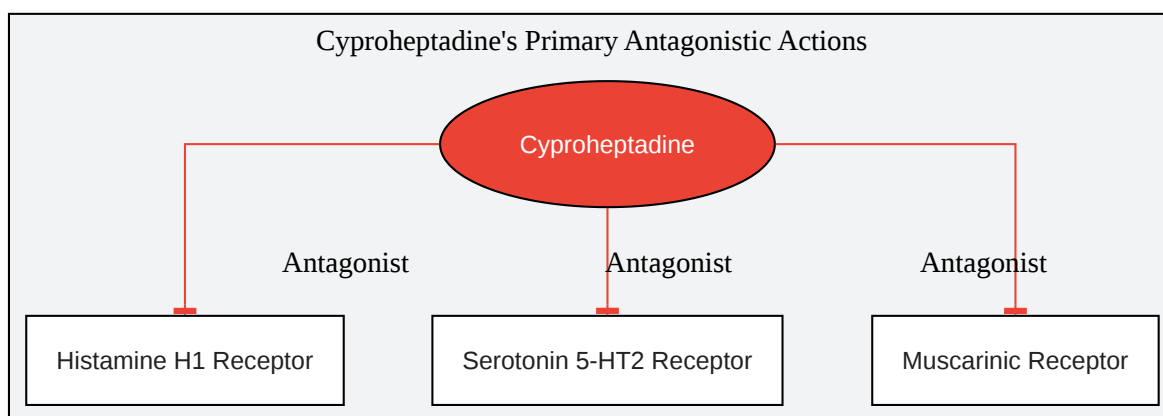 Cyproheptadine's Primary Antagonistic Actions
Cyproheptadine
Antagonist
Antagonist
Antagonist
Histamine H1 Receptor
Serotonin 5-HT2 Receptor
Muscarinic Receptor